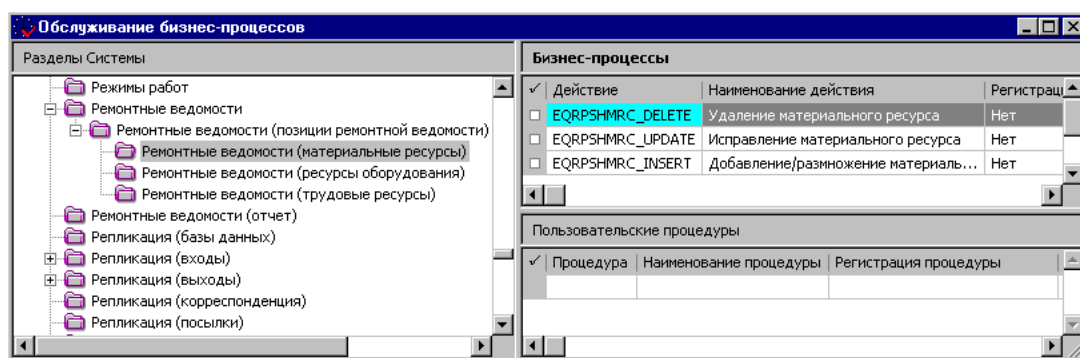 Обслуживание бизнес-процессов
Разделы Системы
Режимы работ
Ремонтные ведомости
Ремонтные ведомости (позиции ремонтной ведомости)
Ремонтные ведомости (материальные ресурсы)
Ремонтные ведомости (ресурсы оборудования)
Ремонтные ведомости (трудовые ресурсы)
Ремонтные ведомости (отчет)
Репликация (базы данных)
Репликация (входы)
Репликация (выходы)
Репликация (корреспонденция)
Репликация (посылки)
Бизнес-процессы
✓ Действие Наименование действия Регистрац
EQRPSHMRC_DELETE Удаление материального ресурса Нет
EQRPSHMRC_UPDATE Исправление материального ресурса Нет
EQRPSHMRC_INSERT Добавление/размножение материаль... Нет
Пользовательские процедуры
✓ Процедура Наименование процедуры Регистрация процедуры